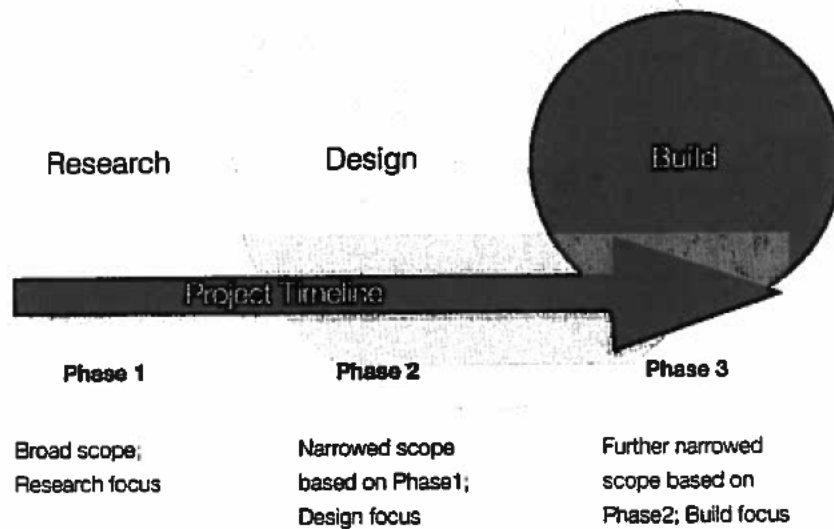 Research
Design
Build
Project Timeline
Phase 1
Phase 2
Phase 3
Broad scope;
Research focus
Narrowed scope
based on Phase1;
Design focus
Further narrowed
scope based on
Phase2; Build focus